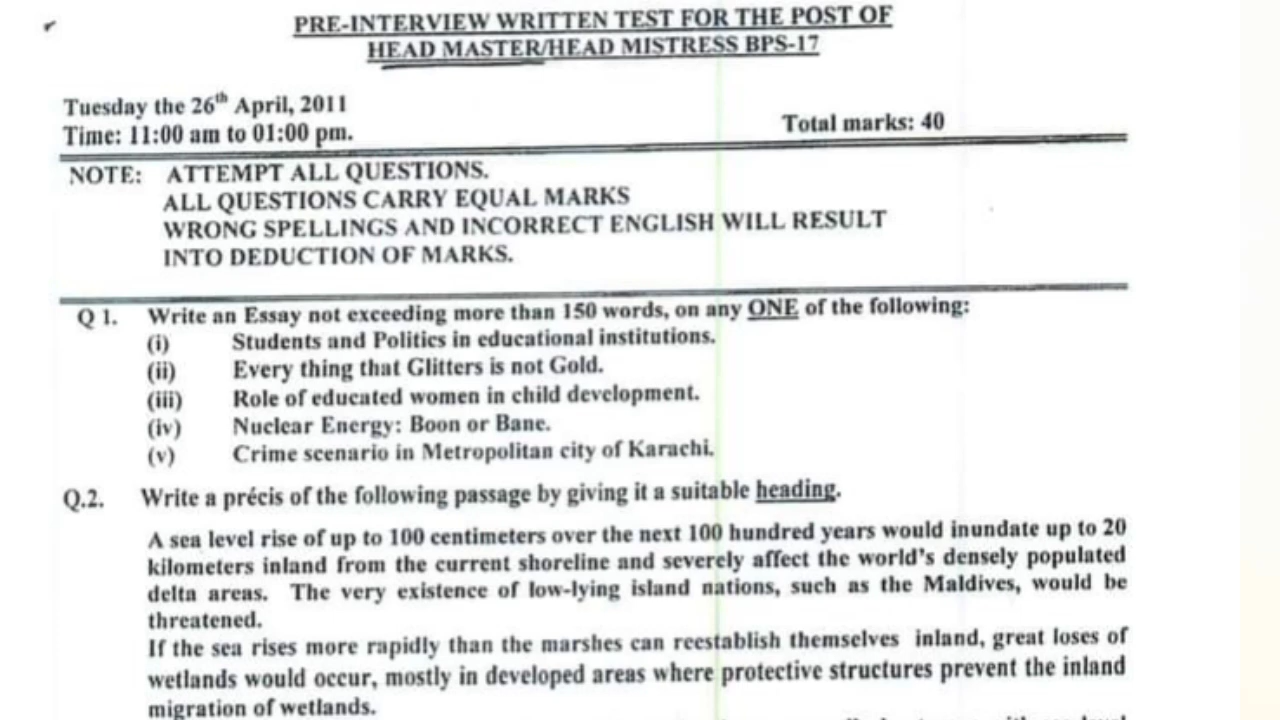 PRE-INTERVIEW WRITTEN TEST FOR THE POST OF
HEAD MASTER/HEAD MISTRESS BPS-17
Tuesday the 26th April, 2011
Time: 11:00 am to 01:00 pm.
Total marks: 40
NOTE: ATTEMPT ALL QUESTIONS.
ALL QUESTIONS CARRY EQUAL MARKS
WRONG SPELLINGS AND INCORRECT ENGLISH WILL RESULT
INTO DEDUCTION OF MARKS.
Q 1. Write an Essay not exceeding more than 150 words, on any ONE of the following:
(i) Students and Politics in educational institutions.
(ii) Every thing that Glitters is not Gold.
(iii) Role of educated women in child development.
(iv) Nuclear Energy: Boon or Bane.
(v) Crime scenario in Metropolitan city of Karachi.
Q.2. Write a précis of the following passage by giving it a suitable heading.
A sea level rise of up to 100 centimeters over the next 100 hundred years would inundate up to 20
kilometers inland from the current shoreline and severely affect the world's densely populated
delta areas. The very existence of low-lying island nations, such as the Maldives, would be
threatened.
If the sea rises more rapidly than the marshes can reestablish themselves inland, great loses of
wetlands would occur, mostly in developed areas where protective structures prevent the inland
migration of wetlands.